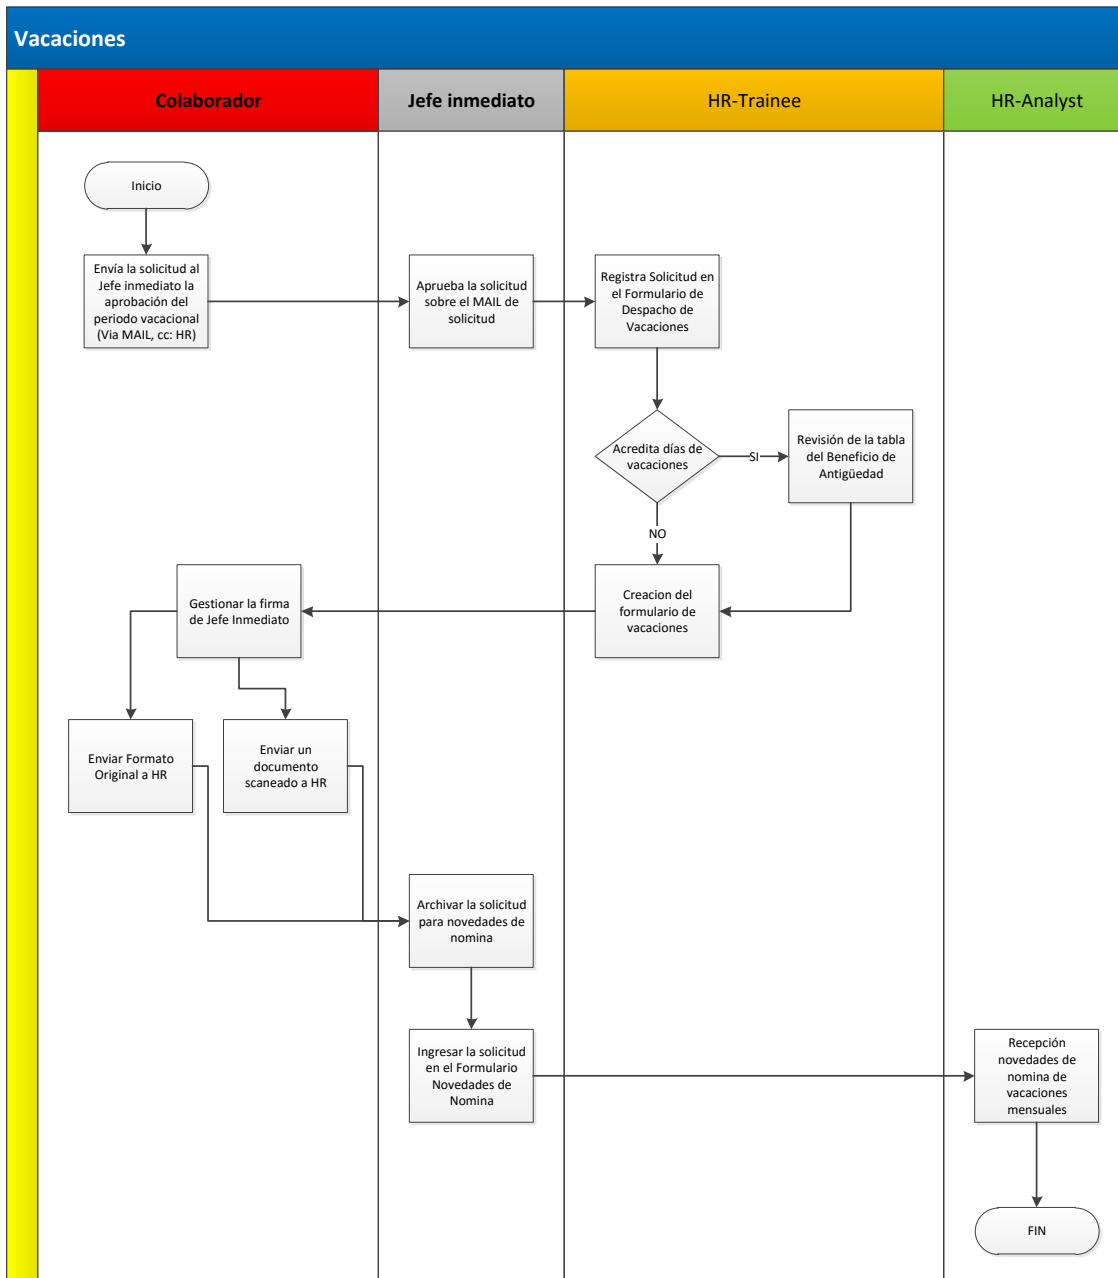 Vacaciones
Colaborador
Jefe inmediato
HR-Trainee
HR-Analyst
Inicio
Envía la solicitud al
Jefe inmediato la
aprobación del
periodo vacacional
(Via MAIL, cc: HR)
Aprueba la solicitud
sobre el MAIL de
solicitud
Registra Solicitud en
el Formulario de
Despacho de
Vacaciones
Acredita días de
vacaciones
SI
Revisión de la tabla
del Beneficio de
Antigüedad
NO
Creacion del
formulario de
vacaciones
Gestionar la firma
de Jefe Inmediato
Enviar Formato
Original a HR
Enviar un
documento
scaneado a HR
Archivar la solicitud
para novedades de
nomina
Ingresar la solicitud
en el Formulario
Novedades de
Nomina
Recepción
novedades de
nomina de
vacaciones
mensuales
FIN